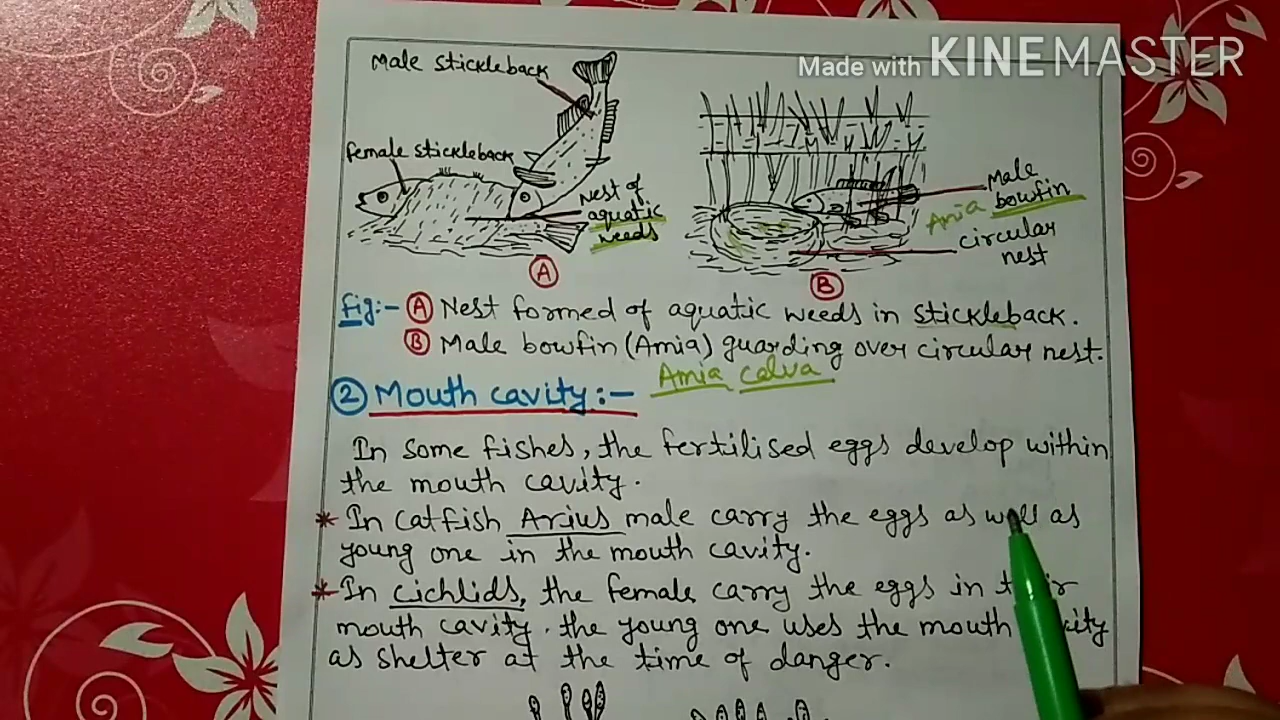 Made with KINEMASTER
Male stickleback
female stickleback
Nest of
aquatic
weeds
Male
bowfin
Amia
circular
nest
A
B
fig:- A Nest formed of aquatic weeds in stickleback.
B Male bowfin (Amia) guarding over circular nest.
Amia calva
2 Mouth cavity:-
In some fishes, the fertilised eggs develop within
the mouth cavity.
* In catfish Arius male carry the eggs as well as
young one in the mouth cavity.
* In cichlids, the female carry the eggs in their
mouth cavity. the young one uses the mouth cavity
as shelter at the time of danger.